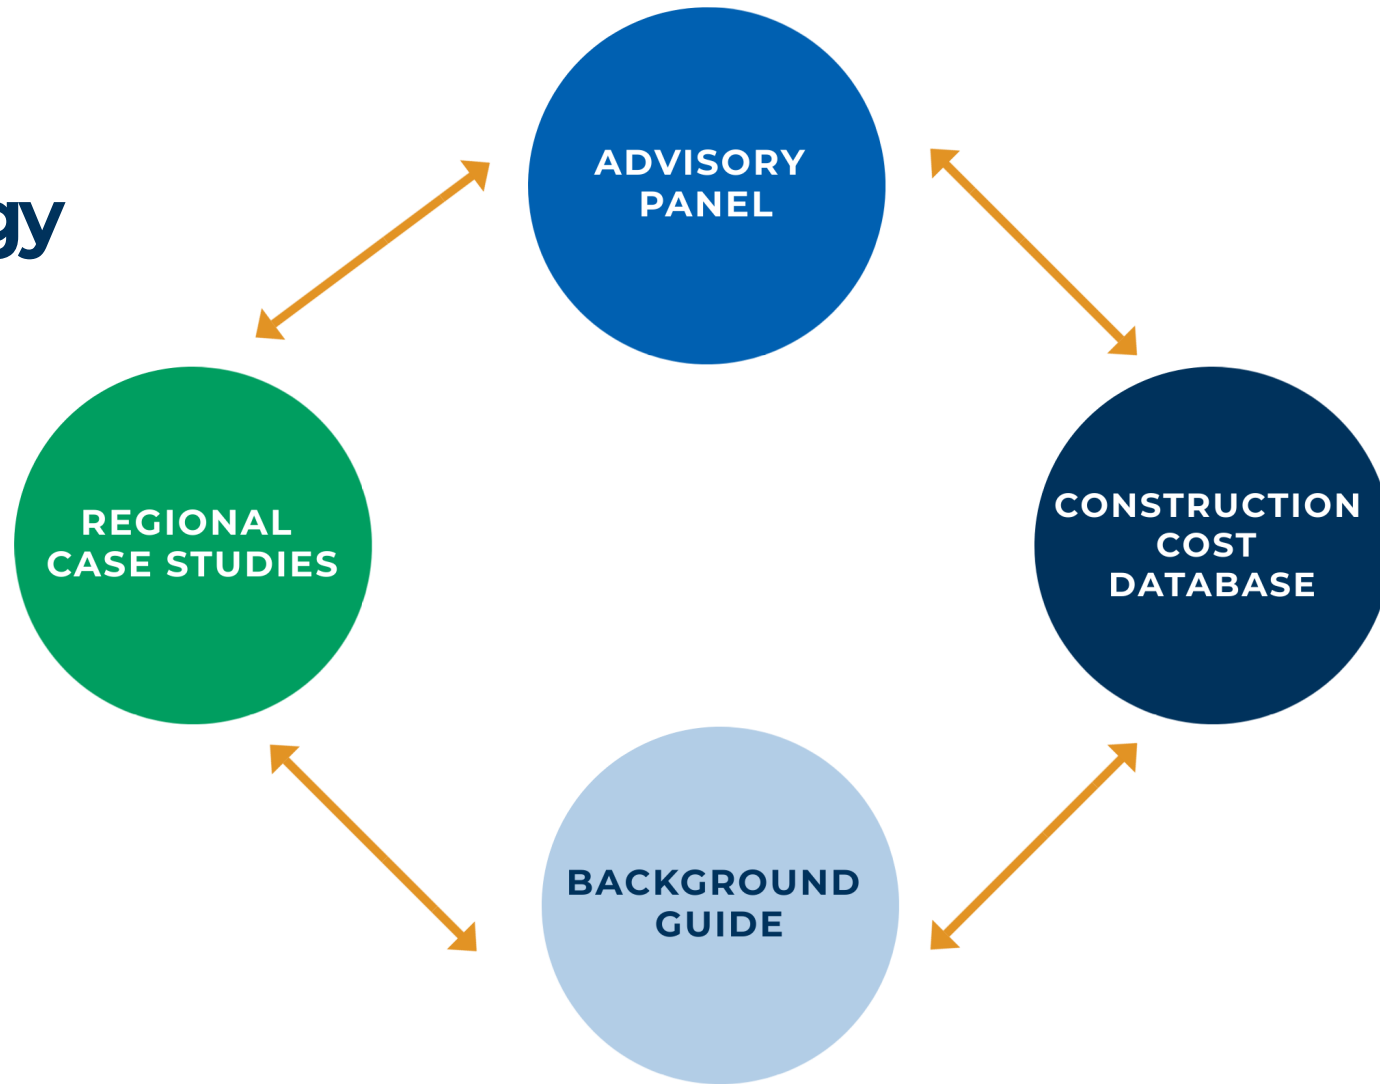 ADVISORY
PANEL
gy
REGIONAL
CASE STUDIES
CONSTRUCTION
COST
DATABASE
BACKGROUND
GUIDE